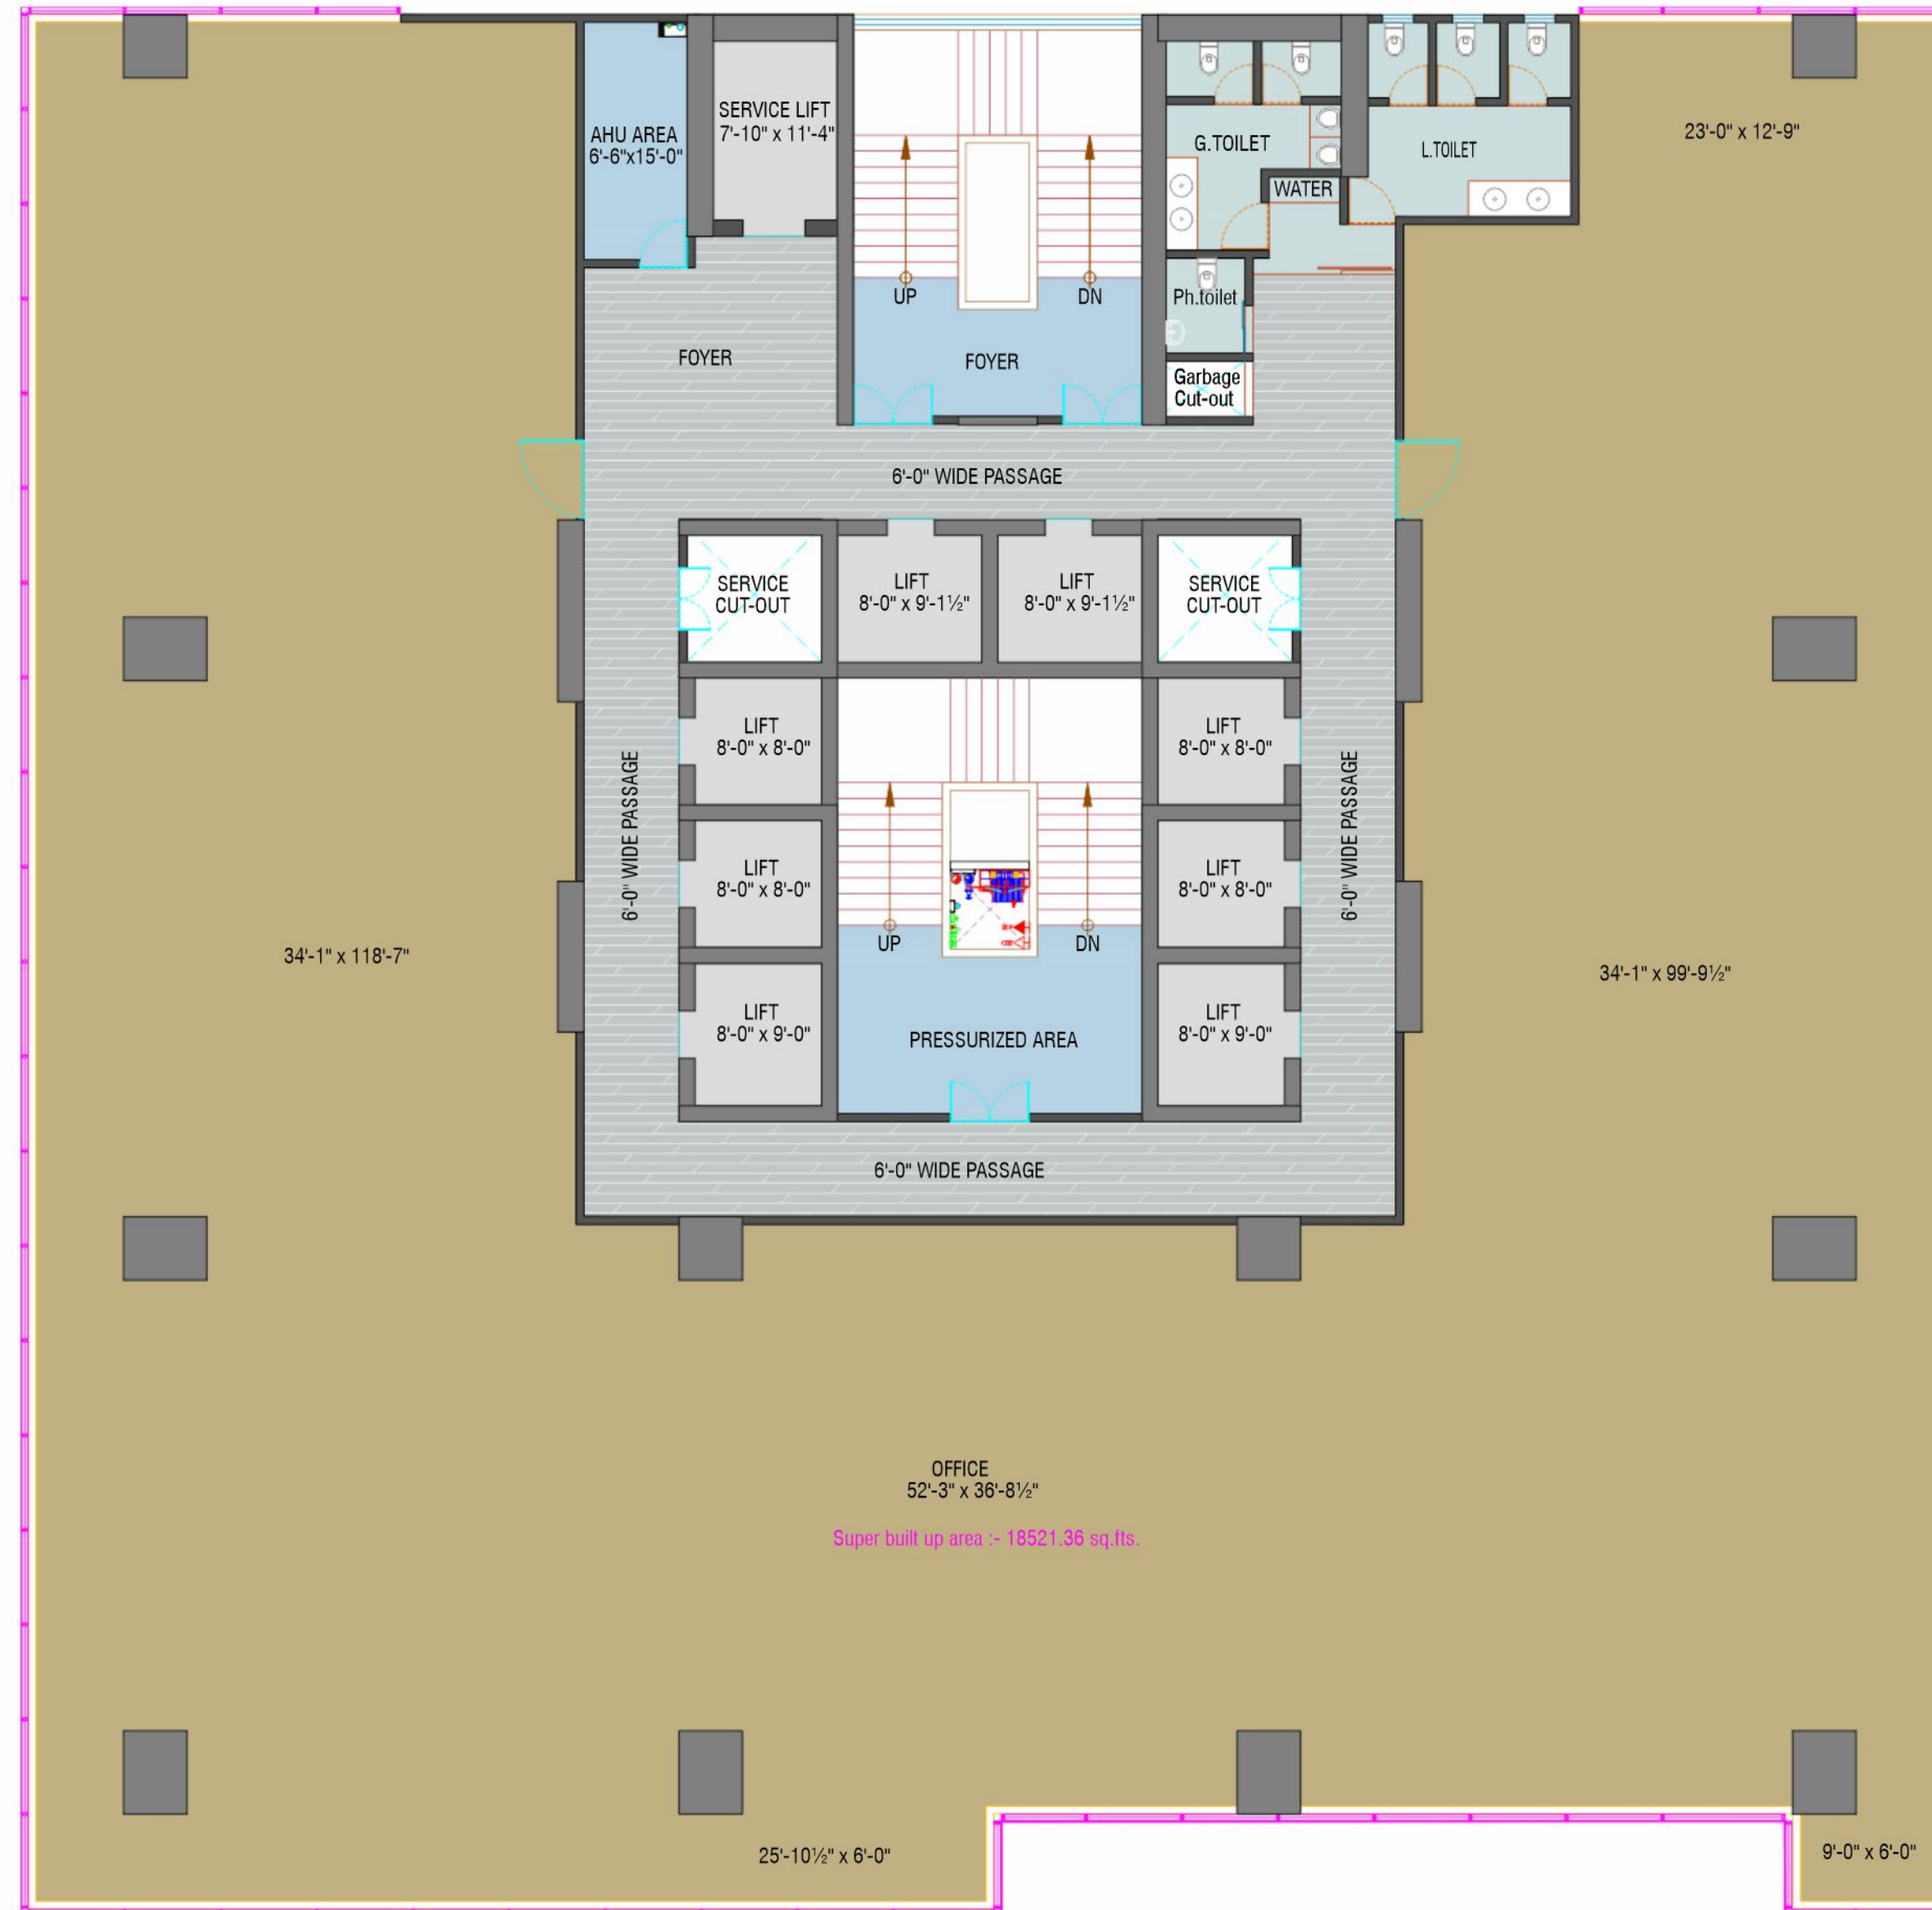 SERVICE LIFT
7'-10" x 11'-4"
AHU AREA
6'-6"x15'-0"
G.TOILET
L.TOILET
23'-0" x 12'-9"
WATER
UP
DN
Ph.toilet
FOYER
FOYER
Garbage
Cut-out
6'-0" WIDE PASSAGE
SERVICE
CUT-OUT
LIFT
8'-0" x 9'-1½"
LIFT
8'-0" x 9'-1½"
SERVICE
CUT-OUT
LIFT
8'-0" x 8'-0"
LIFT
8'-0" x 8'-0"
6'-0" WIDE PASSAGE
6'-0" WIDE PASSAGE
LIFT
8'-0" x 8'-0"
LIFT
8'-0" x 8'-0"
UP
DN
34'-1" x 118'-7"
34'-1" x 99'-9½"
LIFT
8'-0" x 9'-0"
PRESSURIZED AREA
LIFT
8'-0" x 9'-0"
6'-0" WIDE PASSAGE
OFFICE
52'-3" x 36'-8½"
Super built up area :- 18521.36 sq.fts.
25'-10½" x 6'-0"
9'-0" x 6'-0"